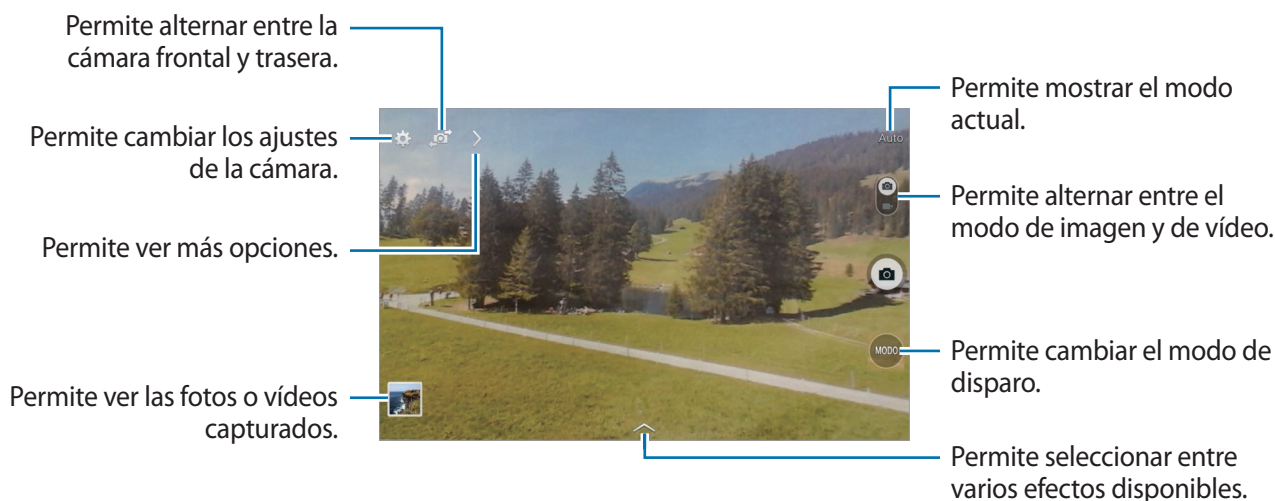 Permite alternar entre la
cámara frontal y trasera.
Permite cambiar los ajustes
de la cámara.
Permite ver más opciones.
Permite ver las fotos o vídeos
capturados.
Auto
MODO
Permite mostrar el modo
actual.
Permite alternar entre el
modo de imagen y de vídeo.
Permite cambiar el modo de
disparo.
Permite seleccionar entre
varios efectos disponibles.